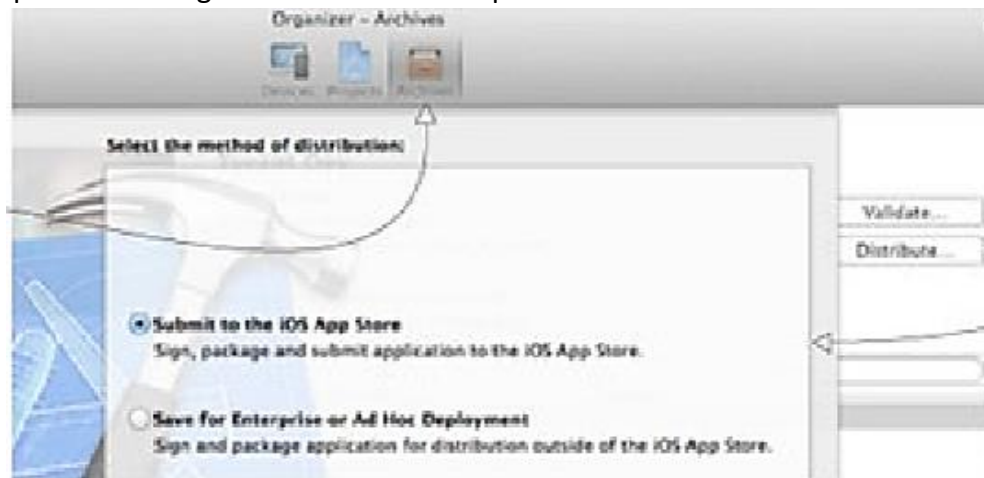 Organizer – Archives
Devices Projects Archives
Select the method of distribution:
Validate...
Distribute...
Submit to the iOS App Store
Sign, package and submit application to the iOS App Store.
Save for Enterprise or Ad Hoc Deployment
Sign and package application for distribution outside of the iOS App Store.